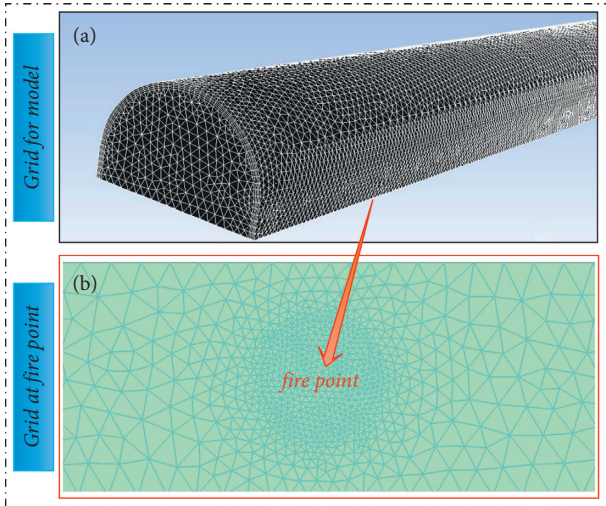 Grid for model
(a)
Grid at fire point
(b)
fire point